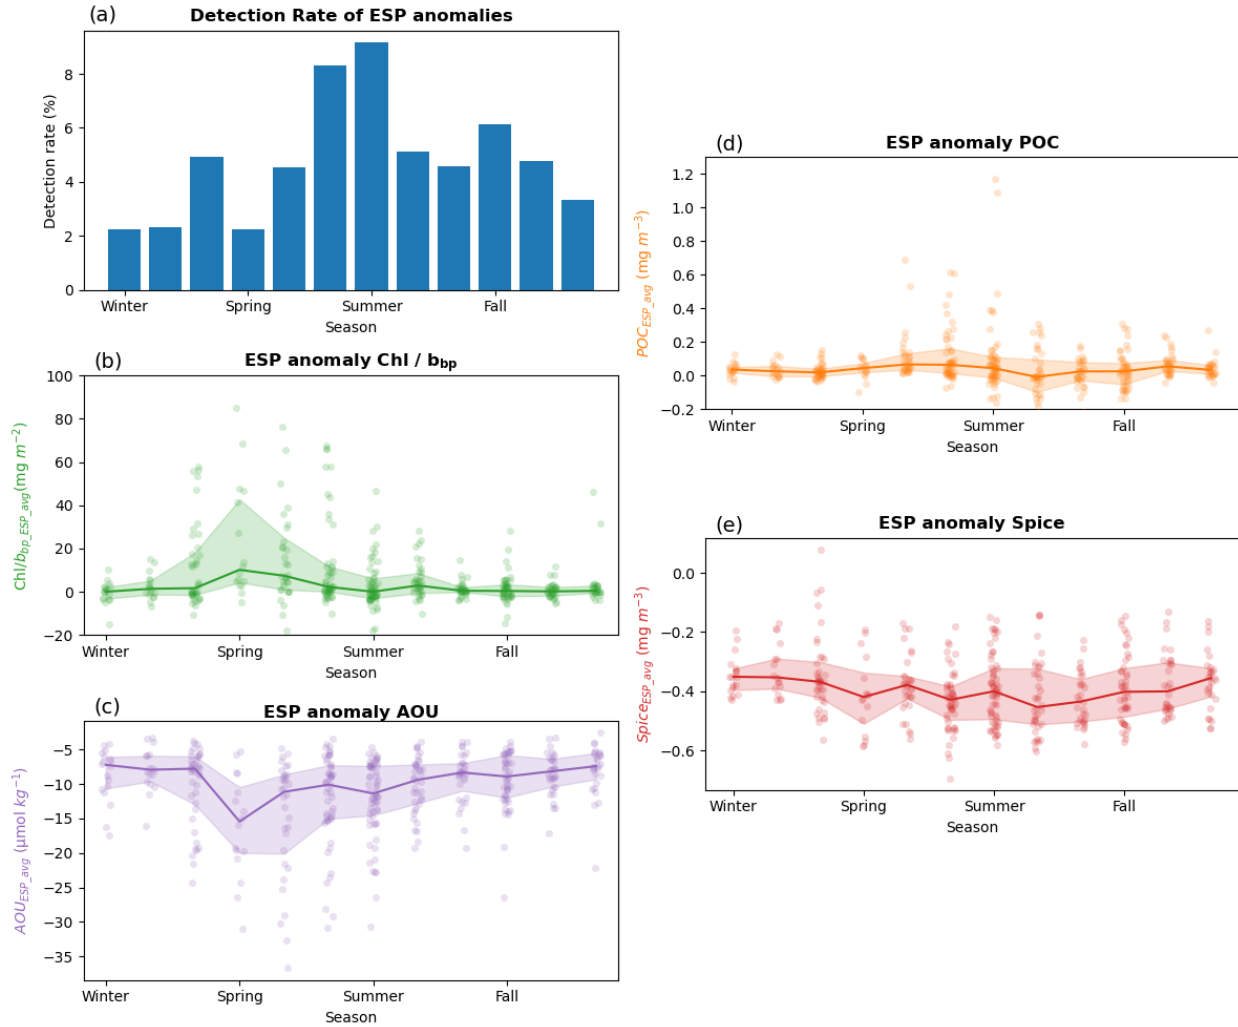 (a)
Detection Rate of ESP anomalies
Detection rate (%)
8
6
4
2
0
Winter Spring Summer Fall
Season
(b)
ESP anomaly Chl / b_bp
Chl/b_bp_ESP_avg (mg m^−2)
100
80
60
40
20
0
−20
Winter Spring Summer Fall
Season
(c)
ESP anomaly AOU
AOU_ESP_avg (µmol kg^−1)
−5
−10
−15
−20
−25
−30
−35
Winter Spring Summer Fall
Season
(d)
ESP anomaly POC
POC_ESP_avg (mg m^−3)
1.2
1.0
0.8
0.6
0.4
0.2
0.0
−0.2
Winter Spring Summer Fall
Season
(e)
ESP anomaly Spice
Spice_ESP_avg (mg m^−3)
0.0
−0.2
−0.4
−0.6
Winter Spring Summer Fall
Season